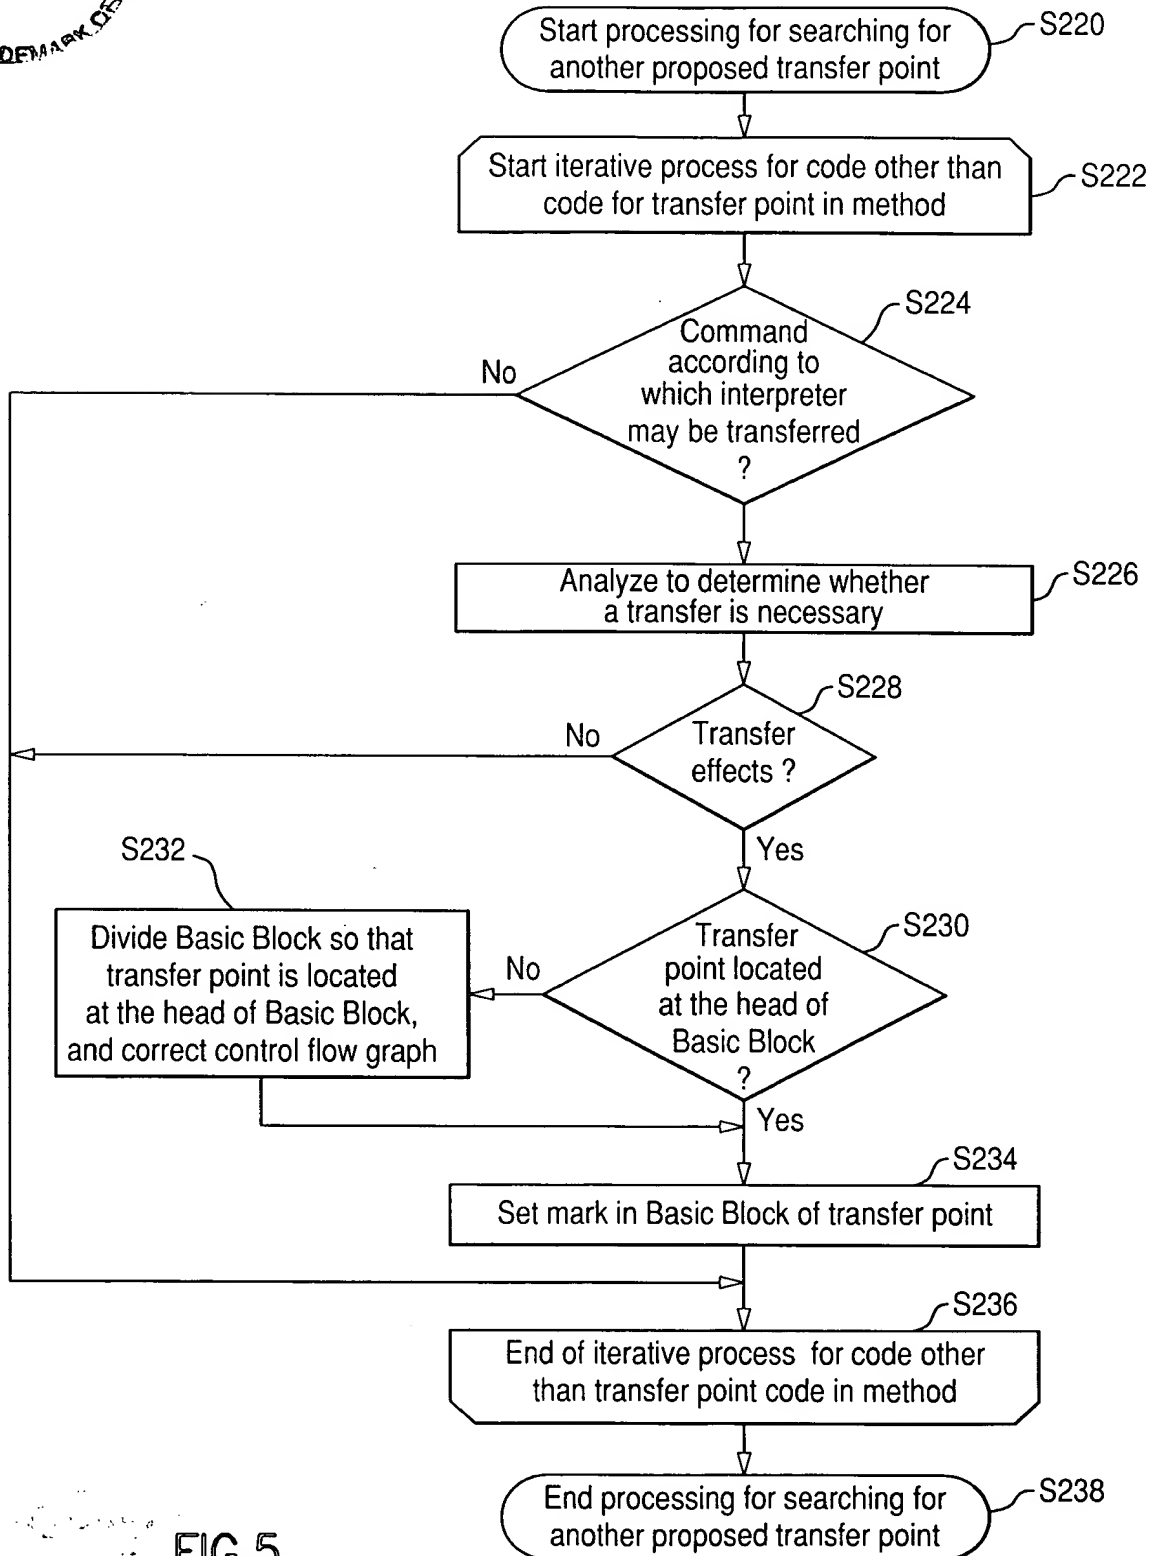 DEMARK OF
Start processing for searching for
another proposed transfer point
S220
Start iterative process for code other than
code for transfer point in method
S222
Command
according to
which interpreter
may be transferred
?
S224
No
Analyze to determine whether
a transfer is necessary
S226
Transfer
effects ?
S228
No
Yes
S232
Divide Basic Block so that
transfer point is located
at the head of Basic Block,
and correct control flow graph
No
Transfer
point located
at the head of
Basic Block
?
S230
Yes
Set mark in Basic Block of transfer point
S234
End of iterative process for code other
than transfer point code in method
S236
End processing for searching for
another proposed transfer point
S238
FIG.5